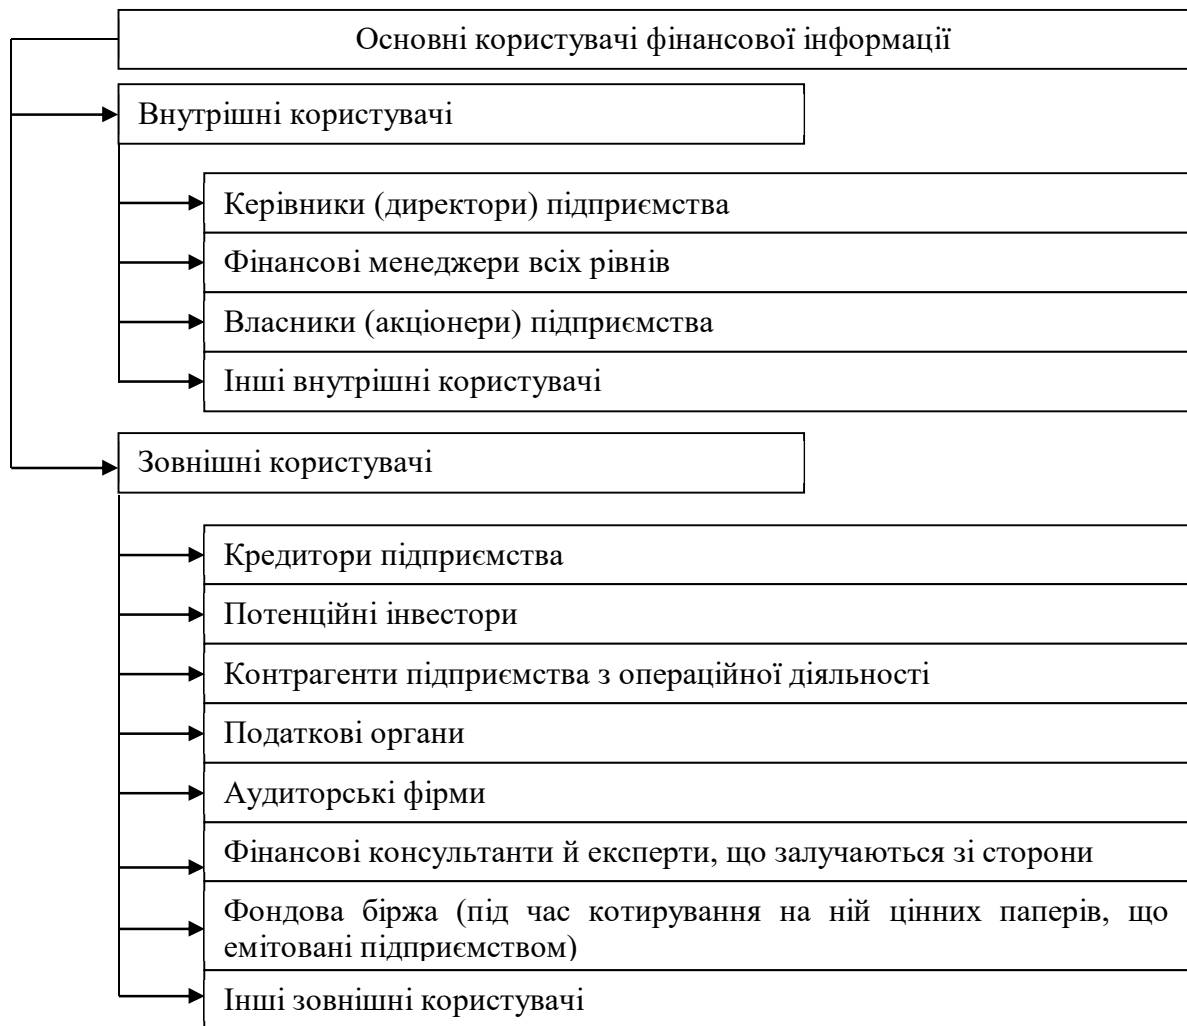 Основні користувачі фінансової інформації
Внутрішні користувачі
Керівники (директори) підприємства
Фінансові менеджери всіх рівнів
Власники (акціонери) підприємства
Інші внутрішні користувачі
Зовнішні користувачі
Кредитори підприємства
Потенційні інвестори
Контрагенти підприємства з операційної діяльності
Податкові органи
Аудиторські фірми
Фінансові консультанти й експерти, що залучаються зі сторони
Фондова біржа (під час котирування на ній цінних паперів, що
емітовані підприємством)
Інші зовнішні користувачі